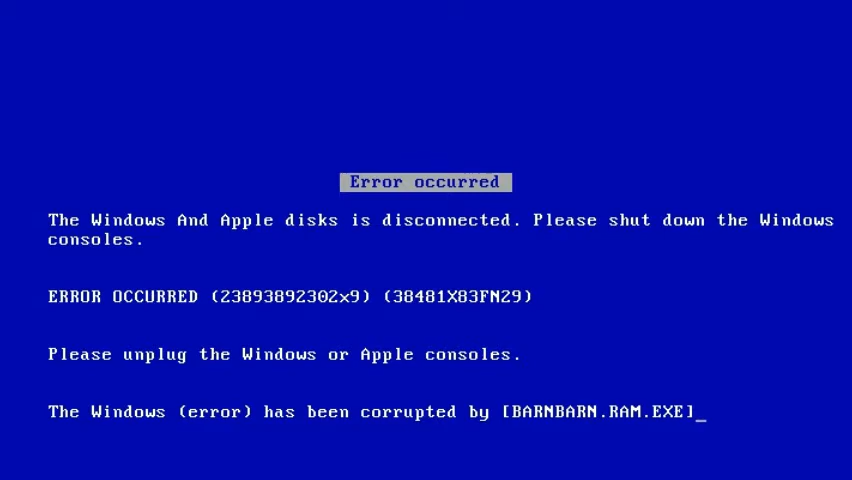 Error occurred
The Windows And Apple disks is disconnected. Please shut down the Windows
consoles.
ERROR OCCURRED (23893892302x9) (38481X83FN29)
Please unplug the Windows or Apple consoles.
The Windows (error) has been corrupted by [BARNBARN.RAM.EXE]_